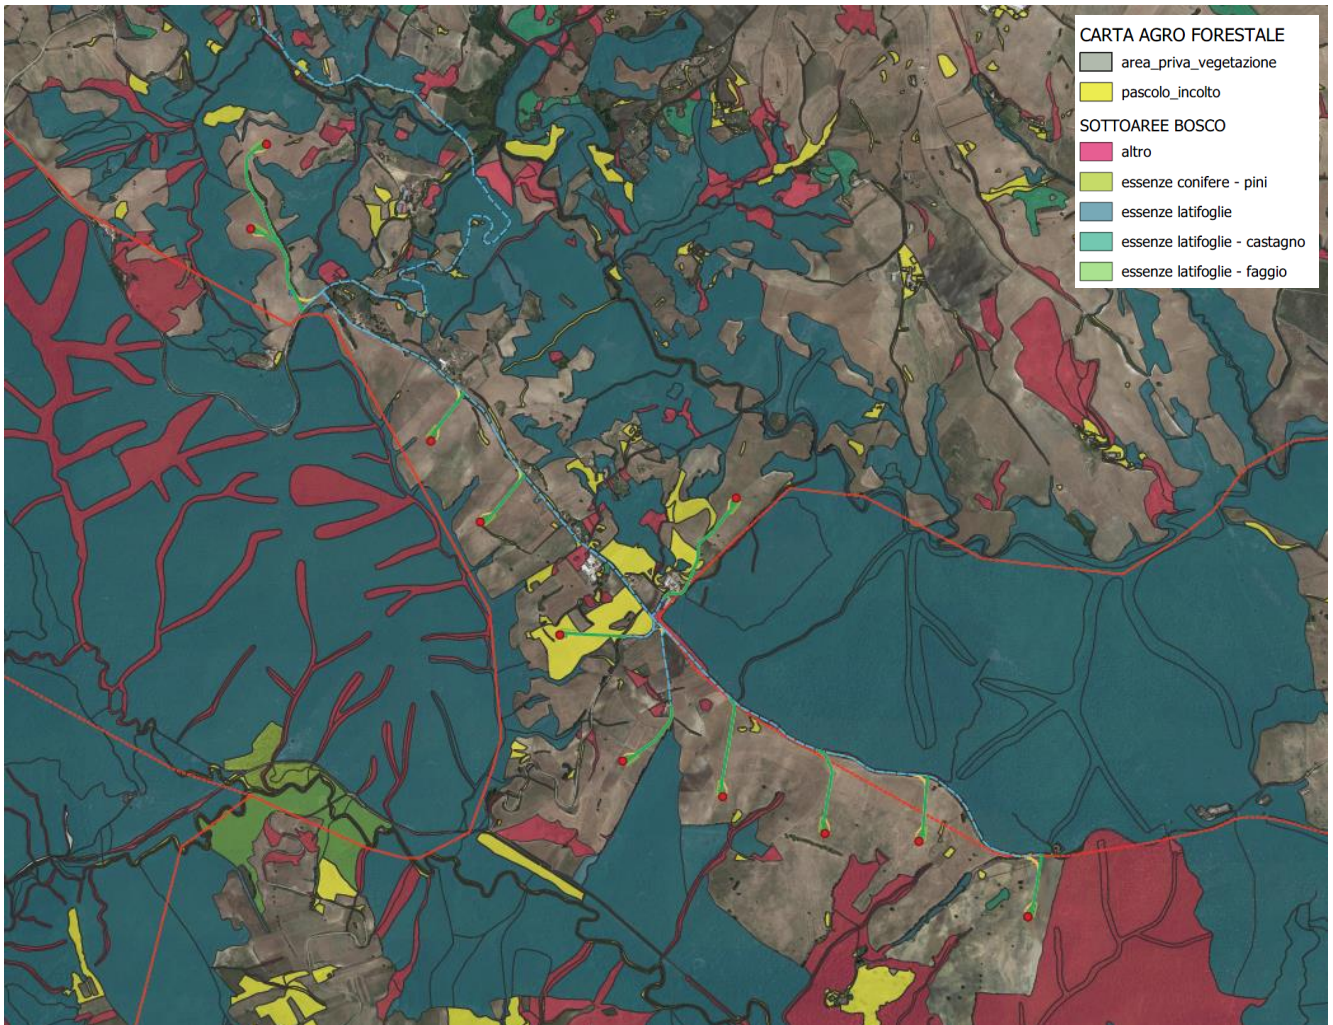 CARTA AGRO FORESTALE
area_priva_vegetazione
pascolo_incolto
SOTTOAREE BOSCO
altro
essenze conifere - pini
essenze latifoglie
essenze latifoglie - castagno
essenze latifoglie - faggio